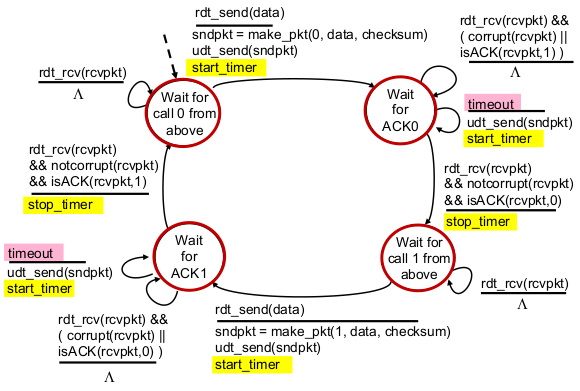 rdt_send(data)
sndpkt = make_pkt(0, data, checksum)
udt_send(sndpkt)
start_timer
rdt_rcv(rcvpkt) &&
( corrupt(rcvpkt) ||
isACK(rcvpkt,1) )
Λ
rdt_rcv(rcvpkt)
Λ
Wait for
call 0 from
above
Wait
for
ACK0
timeout
udt_send(sndpkt)
start_timer
rdt_rcv(rcvpkt)
&& notcorrupt(rcvpkt)
&& isACK(rcvpkt,1)
stop_timer
rdt_rcv(rcvpkt)
&& notcorrupt(rcvpkt)
&& isACK(rcvpkt,0)
stop_timer
timeout
udt_send(sndpkt)
start_timer
Wait
for
ACK1
Wait for
call 1 from
above
rdt_rcv(rcvpkt)
Λ
rdt_send(data)
sndpkt = make_pkt(1, data, checksum)
udt_send(sndpkt)
start_timer
rdt_rcv(rcvpkt) &&
( corrupt(rcvpkt) ||
isACK(rcvpkt,0) )
Λ